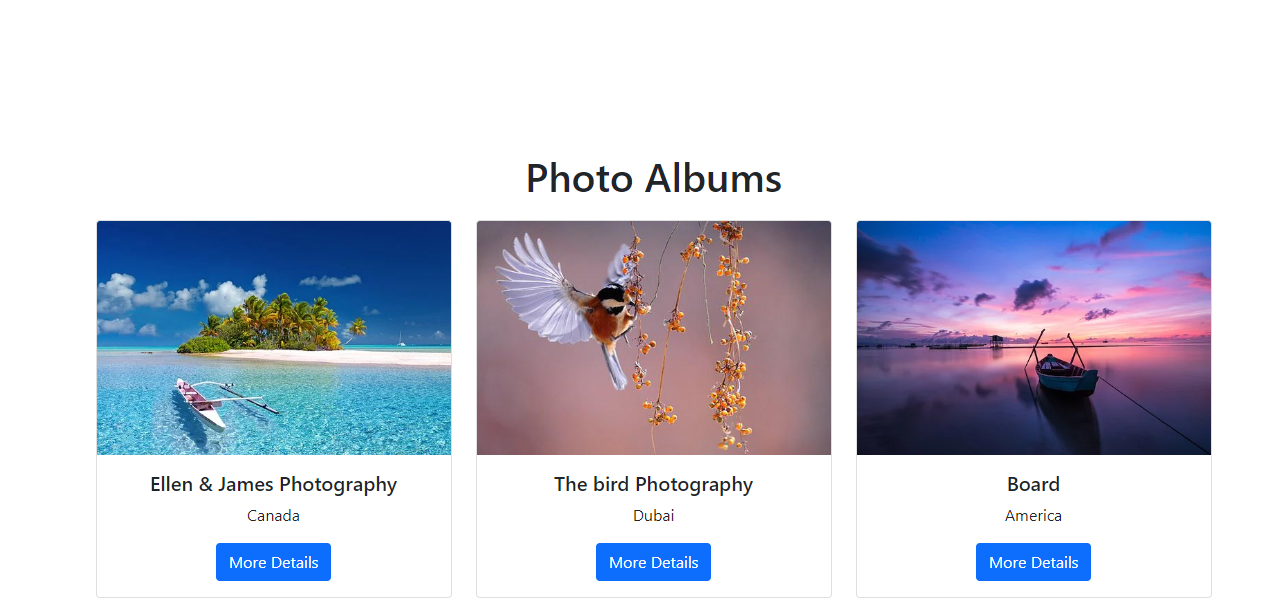 Photo Albums
Ellen & James Photography
Canada
More Details
The bird Photography
Dubai
More Details
Board
America
More Details